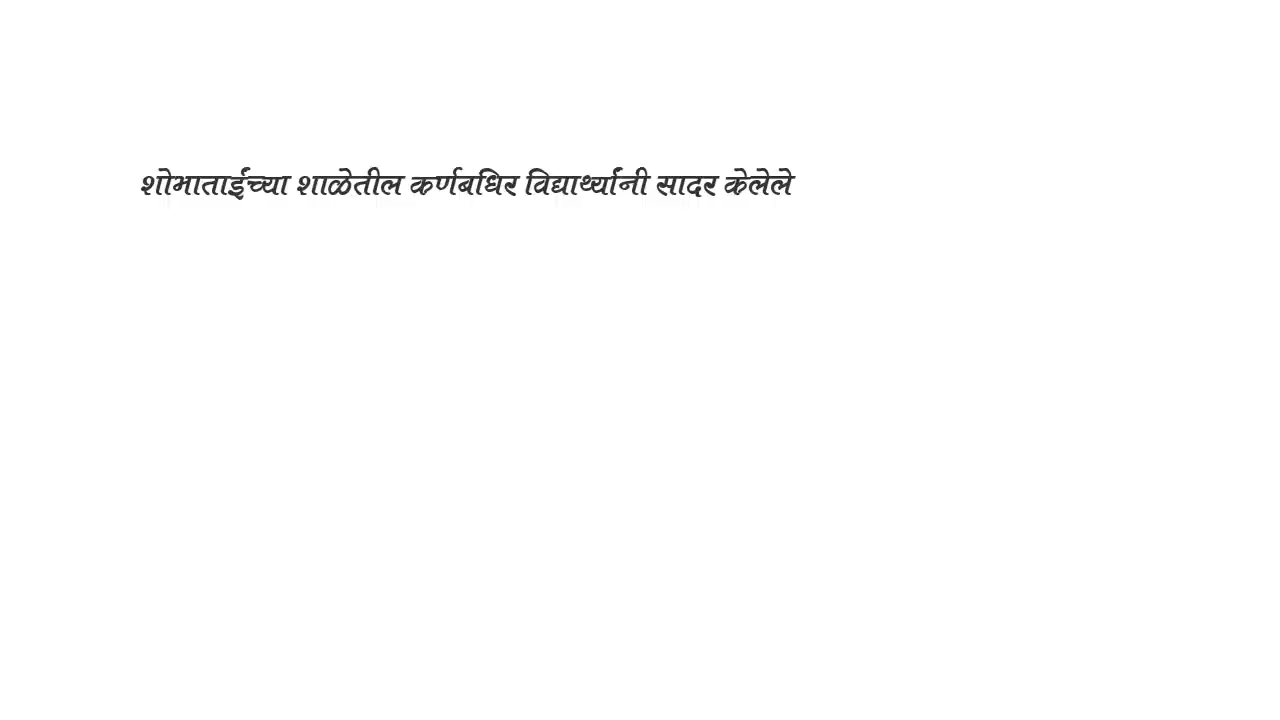 शोभाताईंच्या शाळेतील कर्णबधिर विद्यार्थ्यांनी सादर केलेले